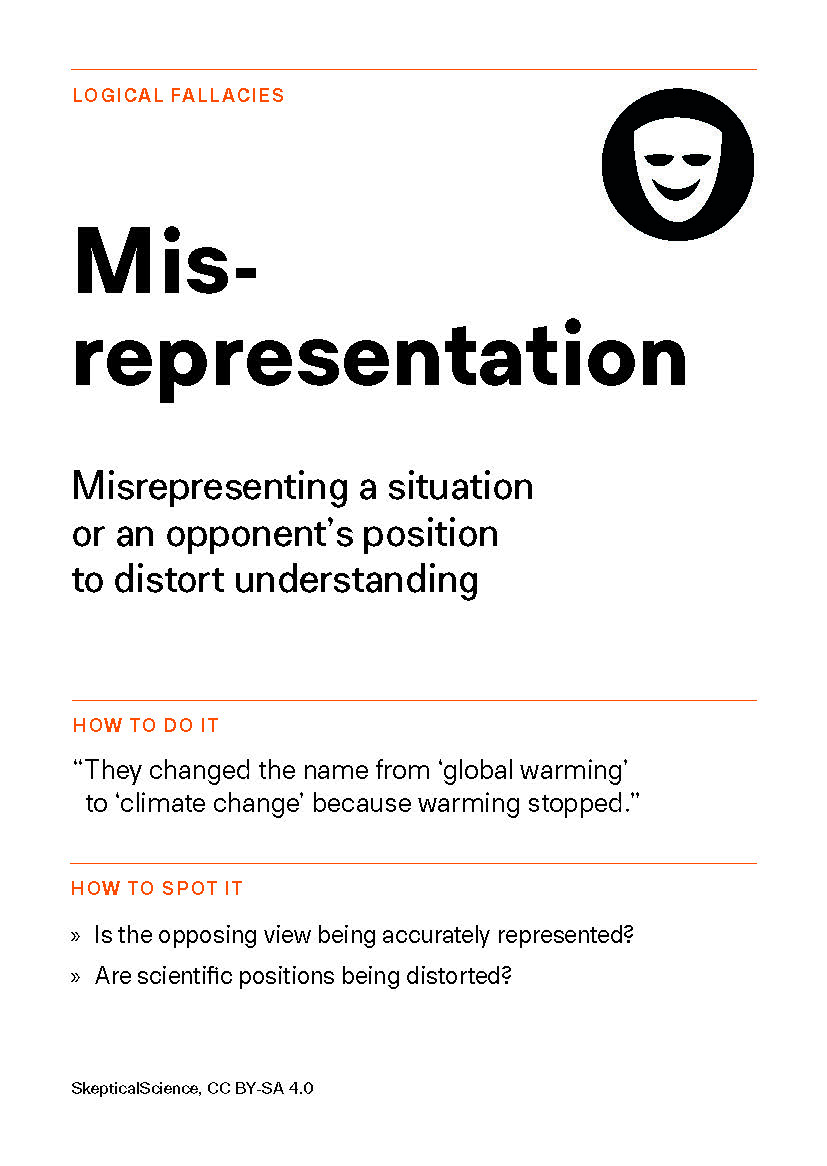 LOGICAL FALLACIES
Mis-
representation
Misrepresenting a situation
or an opponent’s position
to distort understanding
HOW TO DO IT
“They changed the name from ‘global warming’
to ‘climate change’ because warming stopped.”
HOW TO SPOT IT
» Is the opposing view being accurately represented?
» Are scientific positions being distorted?
SkepticalScience, CC BY-SA 4.0